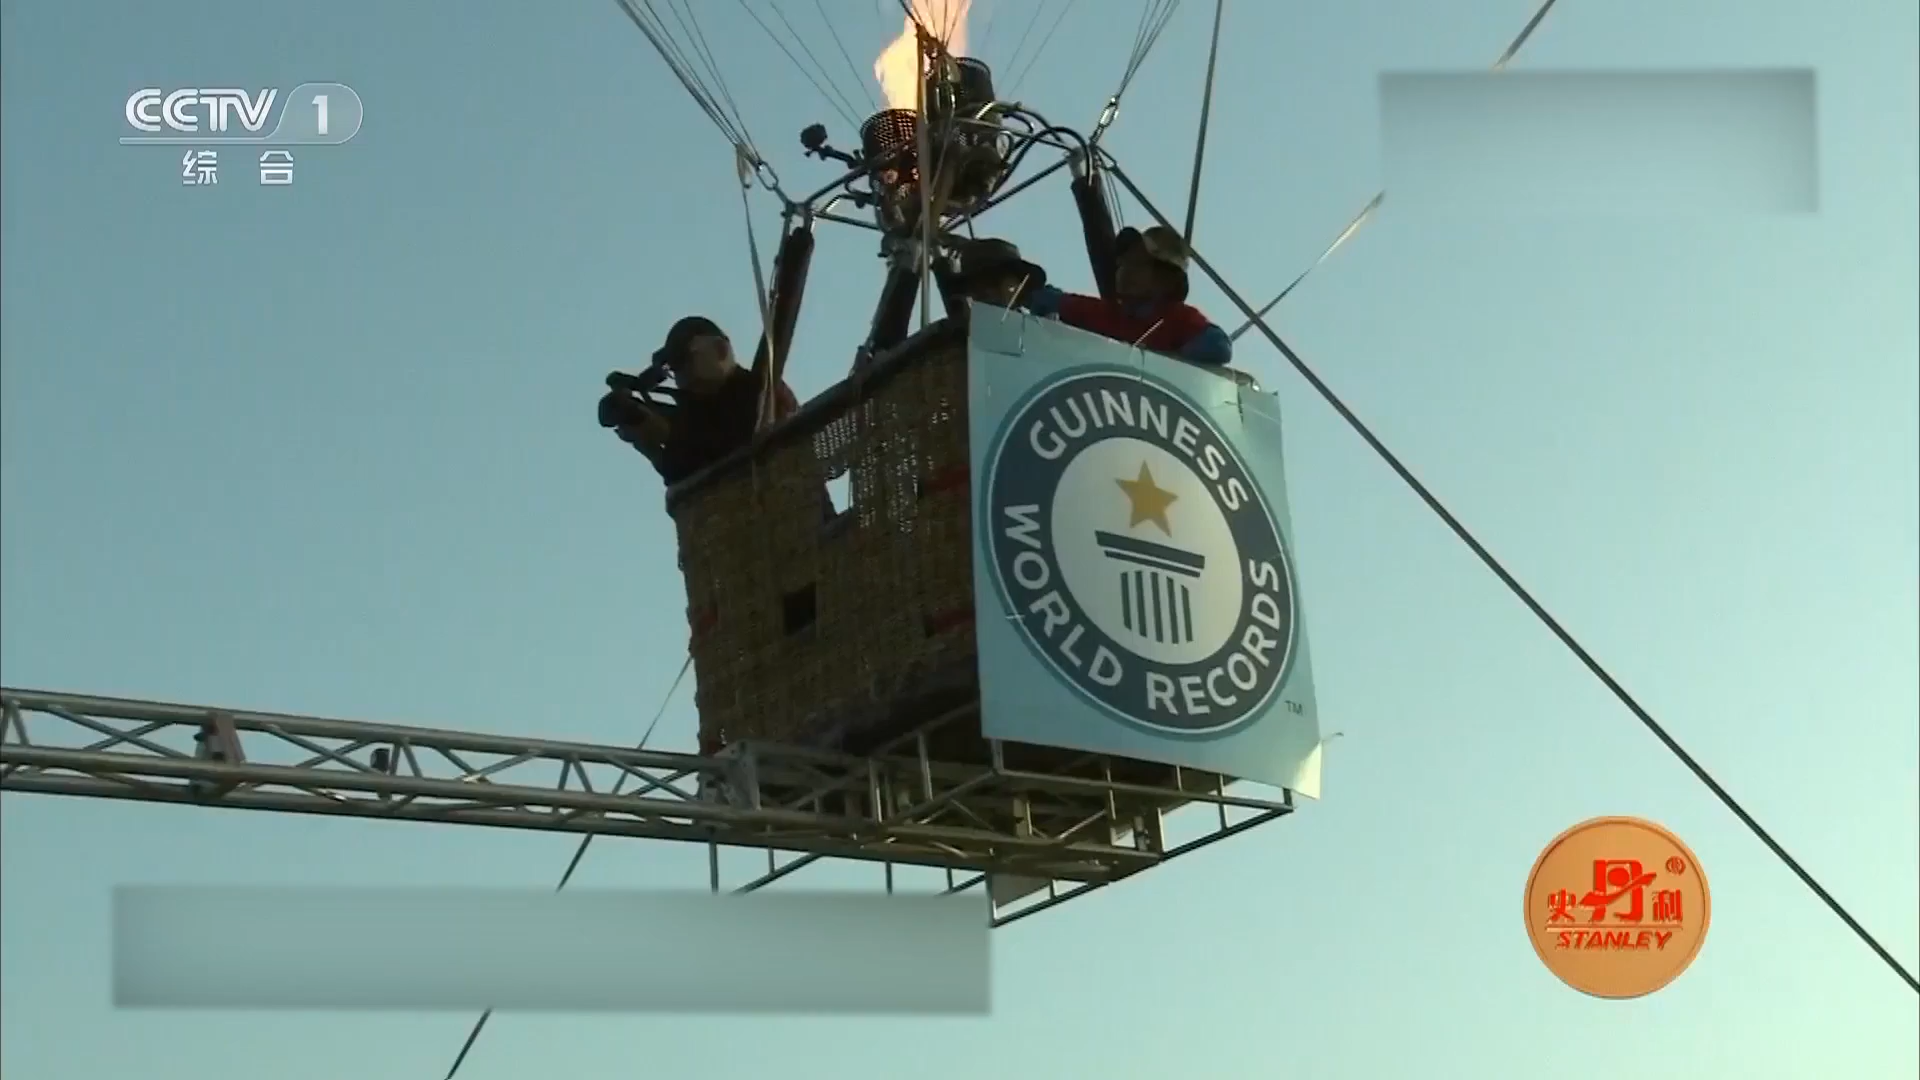 CCTV 1
综合
GUINNESS
WORLD RECORDS
TM
史丹利®
STANLEY